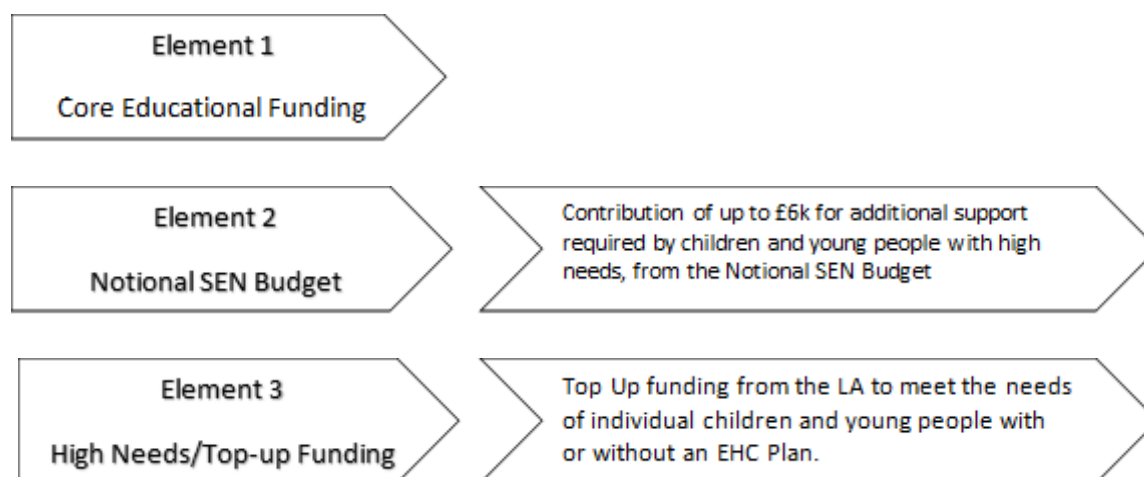 Element 1
Core Educational Funding
Element 2
Notional SEN Budget
Contribution of up to £6k for additional support
required by children and young people with high
needs, from the Notional SEN Budget
Element 3
High Needs/Top-up Funding
Top Up funding from the LA to meet the needs
of individual children and young people with
or without an EHC Plan.